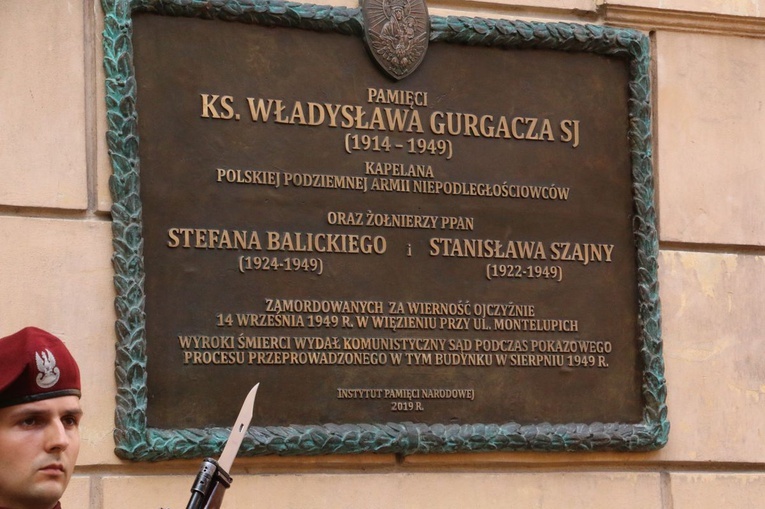 PAMIĘCI
KS. WŁADYSŁAWA GURGACZA SJ
(1914 – 1949)
KAPELANA
POLSKIEJ PODZIEMNEJ ARMII NIEPODLEGŁOŚCIOWCÓW
ORAZ ŻOŁNIERZY PPAN
STEFANA BALICKIEGO i STANISŁAWA SZAJNY
(1924-1949) (1922-1949)
ZAMORDOWANYCH ZA WIERNOŚĆ OJCZYŹNIE
14 WRZEŚNIA 1949 R. W WIĘZIENIU PRZY UL. MONTELUPICH
WYROKI ŚMIERCI WYDAŁ KOMUNISTYCZNY SĄD PODCZAS POKAZOWEGO
PROCESU PRZEPROWADZONEGO W TYM BUDYNKU W SIERPNIU 1949 R.
INSTYTUT PAMIĘCI NARODOWEJ
2019 R.